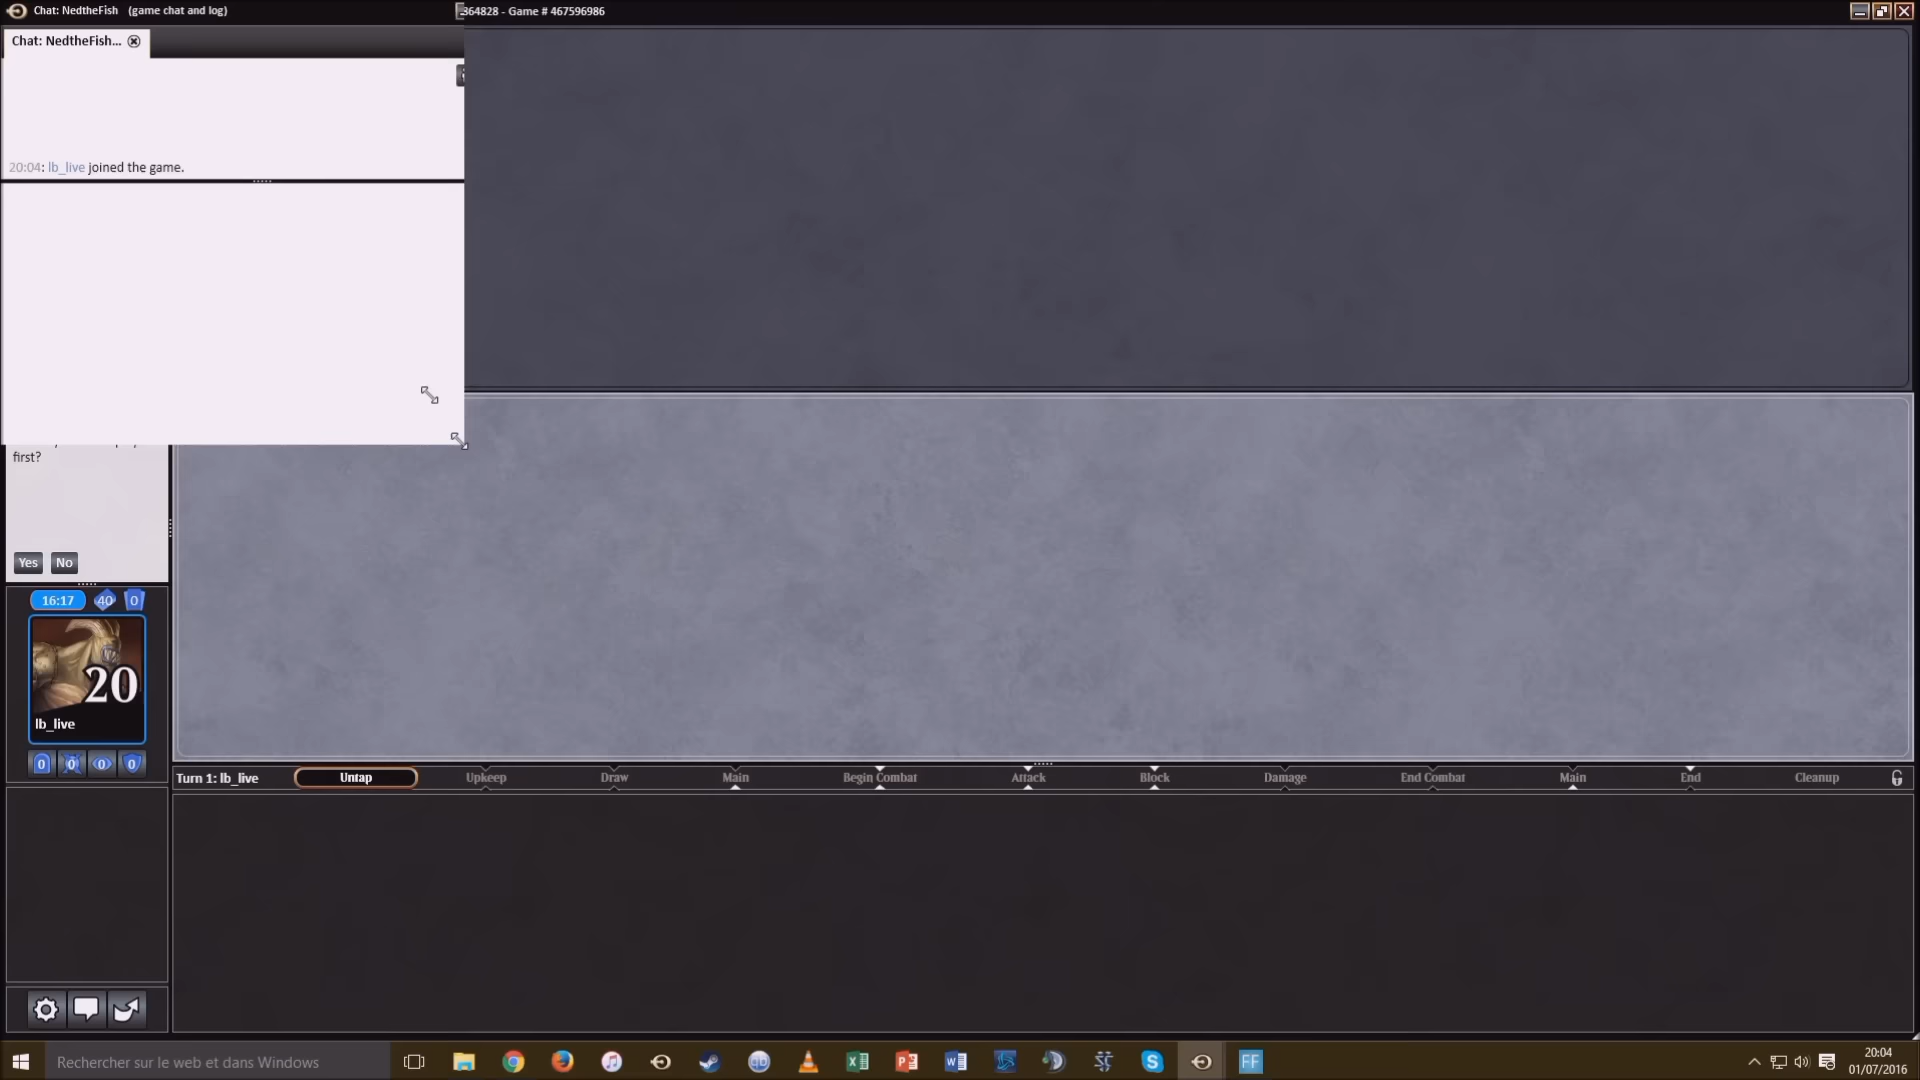 Chat: NedtheFish (game chat and log)
364828 - Game # 467596986
Chat: NedtheFish...
20:04: lb_live joined the game.
first?
Yes No
16:17 40 0
20
lb_live
0 0 0 0
Turn 1: lb_live Untap Upkeep Draw Main Begin Combat Attack Block Damage End Combat Main End Cleanup
Rechercher sur le web et dans Windows
FF
20:04
01/07/2016